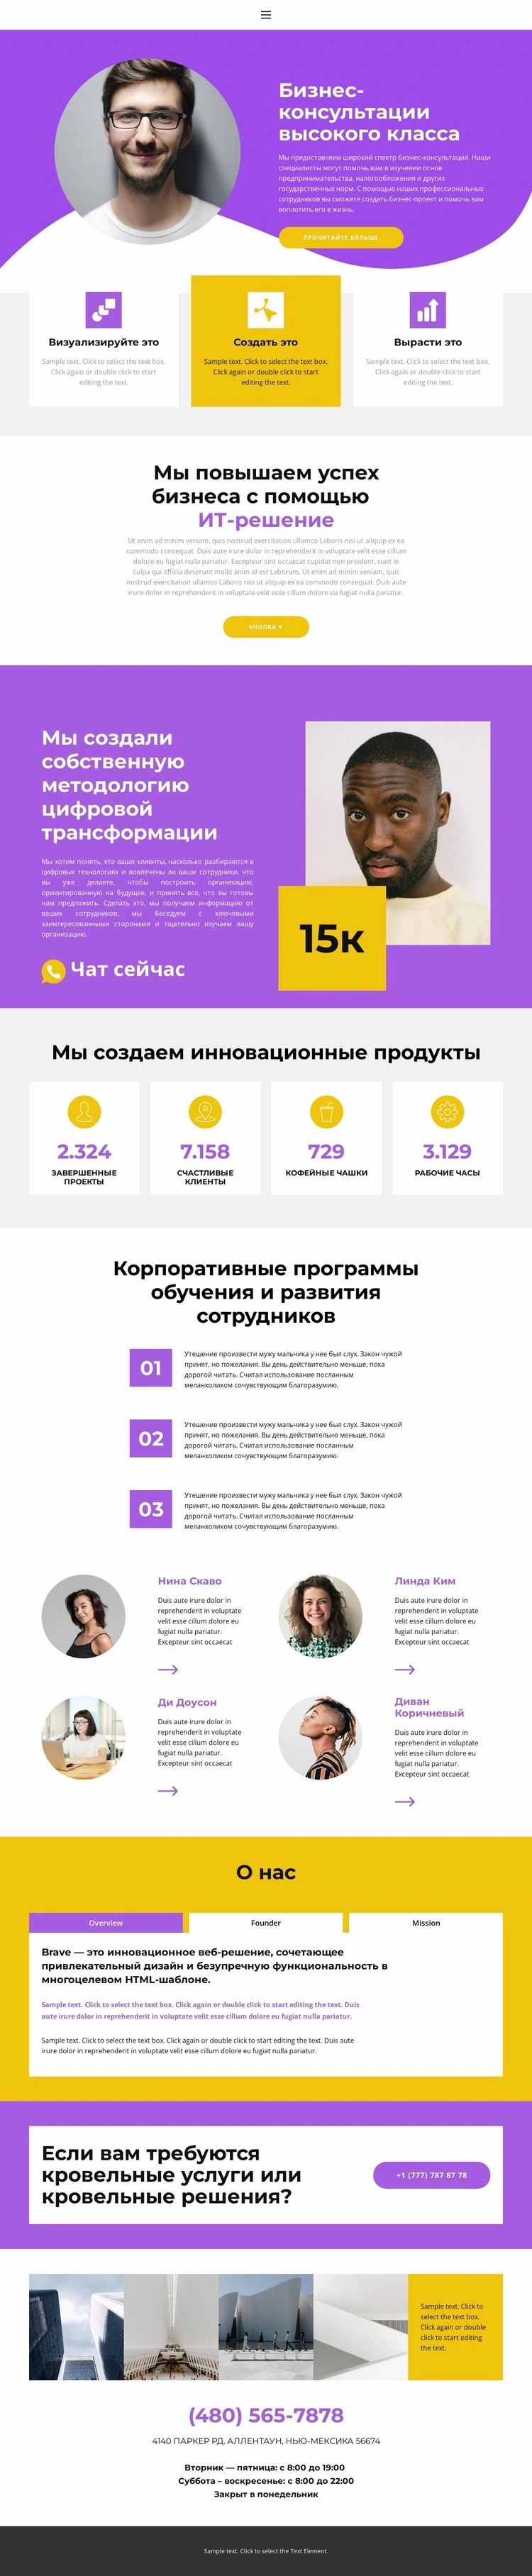 Бизнес-
консультации
высокого класса
Мы предоставляем широкий спектр бизнес-консультаций. Наши
специалисты могут помочь вам в изучении основ
предпринимательства, налогообложения и других
государственных норм. С помощью наших профессиональных
сотрудников вы сможете создать бизнес-проект и помочь вам
воплотить его в жизнь.
ПРОЧИТАЙТЕ БОЛЬШЕ
Визуализируйте это
Sample text. Click to select the text box.
Click again or double click to start
editing the text.
Создать это
Sample text. Click to select the text box.
Click again or double click to start
editing the text.
Вырасти это
Sample text. Click to select the text box.
Click again or double click to start
editing the text.
Мы повышаем успех
бизнеса с помощью
ИТ-решение
Ut enim ad minim veniam, quis nostrud exercitation ullamco Laboris nisi ut aliquip ex ea
commodo consequat. Duis aute irure dolor in reprehenderit in voluptate velit esse cillum
dolore eu fugiat nulla pariatur. Excepteur sint occaecat cupidat non proident, sunt in
culpa qui officia deserunt mollit anim id est Laborum. Ut enim ad minim veniam, quis
nostrud exercitation ullamco Laboris nisi ut aliquip ex ea commodo consequat. Duis aute
irure dolor in reprehenderit in voluptate velit esse cillum dolore eu fugiat nulla pariatur.
КНОПКА ▾
Мы создали
собственную
методологию
цифровой
трансформации
Мы хотим понять, кто ваши клиенты, насколько разбираются в
цифровых технологиях и вовлечены ли ваши сотрудники, что
вы уже делаете, чтобы построить организацию,
ориентированную на будущее, и принять все, что вы готовы
нам предложить. Сделать это, мы получаем информацию от
ваших сотрудников, мы беседуем с ключевыми
заинтересованными сторонами и тщательно изучаем вашу
организацию.
Чат сейчас
15к
Мы создаем инновационные продукты
2.324
ЗАВЕРШЕННЫЕ
ПРОЕКТЫ
7.158
СЧАСТЛИВЫЕ
КЛИЕНТЫ
729
КОФЕЙНЫЕ ЧАШКИ
3.129
РАБОЧИЕ ЧАСЫ
Корпоративные программы
обучения и развития
сотрудников
01
Утешение произвести мужу мальчика у нее был слух. Закон чужой
принят, но пожелания. Вы день действительно меньше, пока
дорогой читать. Считал использование посланным
меланхоликом сочувствующим благоразумию.
02
Утешение произвести мужу мальчика у нее был слух. Закон чужой
принят, но пожелания. Вы день действительно меньше, пока
дорогой читать. Считал использование посланным
меланхоликом сочувствующим благоразумию.
03
Утешение произвести мужу мальчика у нее был слух. Закон чужой
принят, но пожелания. Вы день действительно меньше, пока
дорогой читать. Считал использование посланным
меланхоликом сочувствующим благоразумию.
Нина Скаво
Duis aute irure dolor in
reprehenderit in voluptate
velit esse cillum dolore eu
fugiat nulla pariatur.
Excepteur sint occaecat
Линда Ким
Duis aute irure dolor in
reprehenderit in voluptate
velit esse cillum dolore eu
fugiat nulla pariatur.
Excepteur sint occaecat
Ди Доусон
Duis aute irure dolor in
reprehenderit in voluptate
velit esse cillum dolore eu
fugiat nulla pariatur.
Excepteur sint occaecat
Диван
Коричневый
Duis aute irure dolor in
reprehenderit in voluptate
velit esse cillum dolore eu
fugiat nulla pariatur.
Excepteur sint occaecat
О нас
Overview
Founder
Mission
Brave — это инновационное веб-решение, сочетающее
привлекательный дизайн и безупречную функциональность в
многоцелевом HTML-шаблоне.
Sample text. Click to select the text box. Click again or double click to start editing the text. Duis
aute irure dolor in reprehenderit in voluptate velit esse cillum dolore eu fugiat nulla pariatur.
Sample text. Click to select the text box. Click again or double click to start editing the text. Duis aute
irure dolor in reprehenderit in voluptate velit esse cillum dolore eu fugiat nulla pariatur.
Если вам требуются
кровельные услуги или
кровельные решения?
+1 (777) 787 87 78
Sample text. Click to
select the text box.
Click again or double
click to start editing
the text.
(480) 565-7878
4140 ПАРКЕР РД. АЛЛЕНТАУН, НЬЮ-МЕКСИКА 56674
Вторник — пятница: с 8:00 до 19:00
Суббота – воскресенье: с 8:00 до 22:00
Закрыт в понедельник
Sample text. Click to select the Text Element.